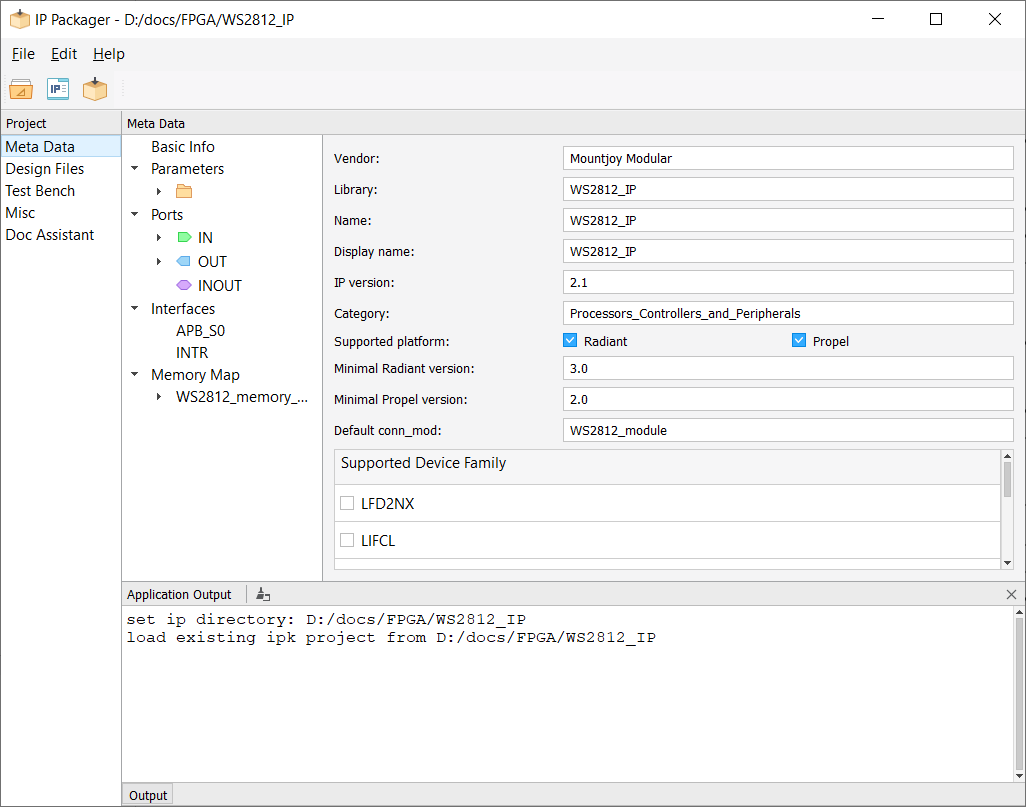 IP Packager - D:/docs/FPGA/WS2812_IP
File Edit Help
IP
Project
Meta Data
Design Files
Test Bench
Misc
Doc Assistant
Meta Data
Basic Info
Parameters
Ports
IN
OUT
INOUT
Interfaces
APB_S0
INTR
Memory Map
WS2812_memory_...
Vendor: Mountjoy Modular
Library: WS2812_IP
Name: WS2812_IP
Display name: WS2812_IP
IP version: 2.1
Category: Processors_Controllers_and_Peripherals
Supported platform: Radiant Propel
Minimal Radiant version: 3.0
Minimal Propel version: 2.0
Default conn_mod: WS2812_module
Supported Device Family
LFD2NX
LIFCL
Application Output
set ip directory: D:/docs/FPGA/WS2812_IP
load existing ipk project from D:/docs/FPGA/WS2812_IP
Output